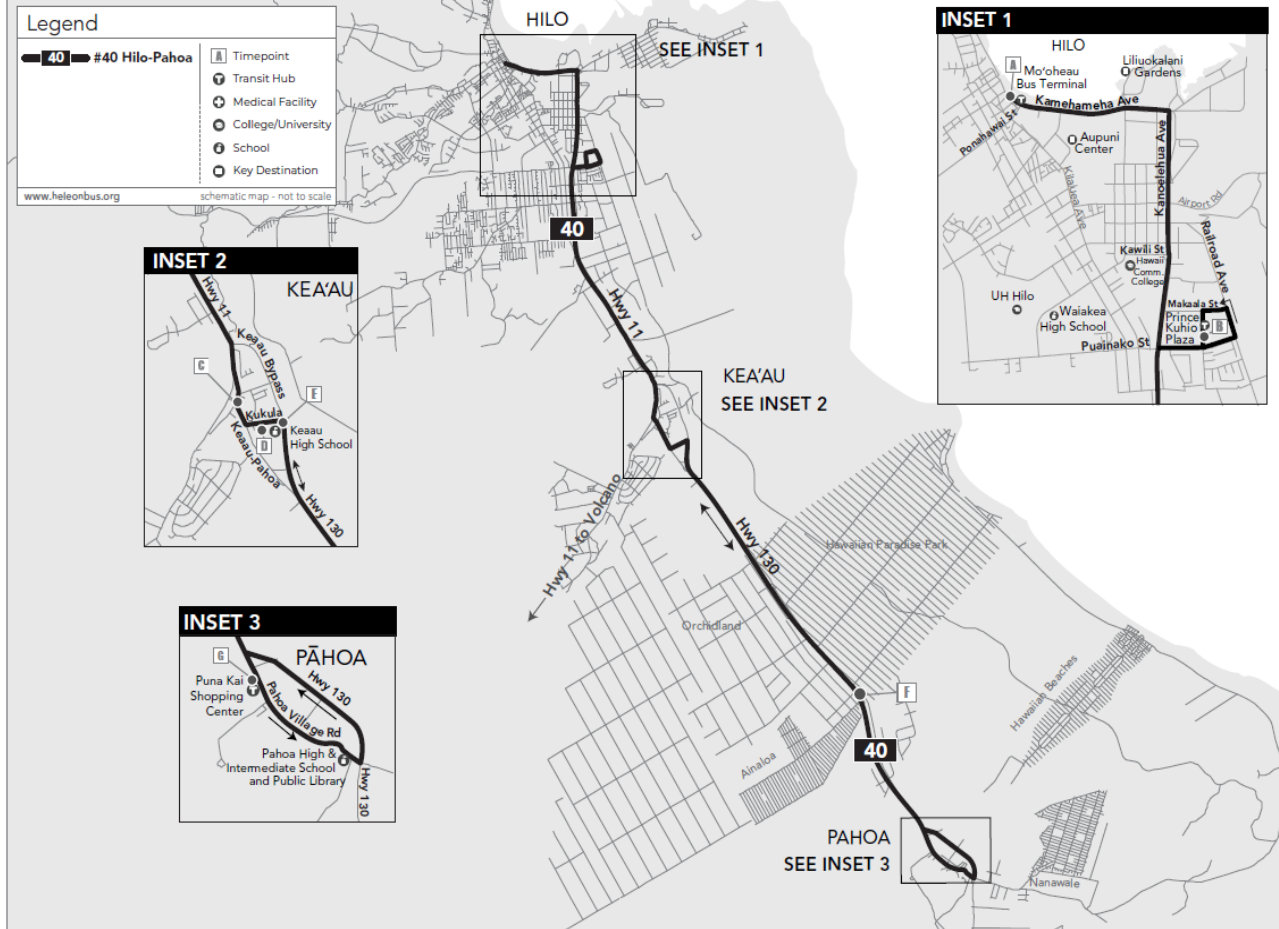 Legend
40 #40 Hilo-Pahoa
A Timepoint
Transit Hub
Medical Facility
College/University
School
Key Destination
www.heleonbus.org
schematic map - not to scale
HILO
SEE INSET 1
40
Hwy 11
KEA'AU
SEE INSET 2
Hwy 11 to Volcano
Hwy 130
Hawaiian Paradise Park
Orchidland
F
40
Ainaloa
Hawaiian Beaches
PAHOA
SEE INSET 3
Nanawale
INSET 1
HILO
A
Mo'oheau
Bus Terminal
Liliuokalani
Gardens
Kamehameha Ave
Ponahawai St
Aupuni
Center
Kilauea Ave
Kanoelehua Ave
Airport Rd
Railroad Ave
Kawili St
Hawaii
Comm.
College
UH Hilo
Waiakea
High School
Makaala St
Prince
Kuhio
Plaza
B
Puainako St
INSET 2
KEA'AU
Hwy 11
Keaau Bypass
C
E
Kukula
Keaau
High School
D
Keaau-Pahoa
Hwy 130
INSET 3
PĀHOA
G
Puna Kai
Shopping
Center
Hwy 130
Pahoa Village Rd
Pahoa High &
Intermediate School
and Public Library
Hwy 130